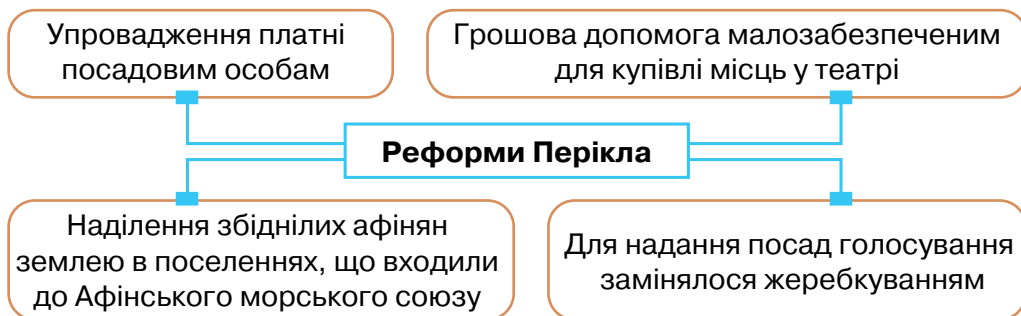 Упровадження платні
посадовим особам
Грошова допомога малозабезпеченим
для купівлі місць у театрі
Реформи Перікла
Наділення збіднілих афінян
землею в поселеннях, що входили
до Афінського морського союзу
Для надання посад голосування
замінялося жеребкуванням